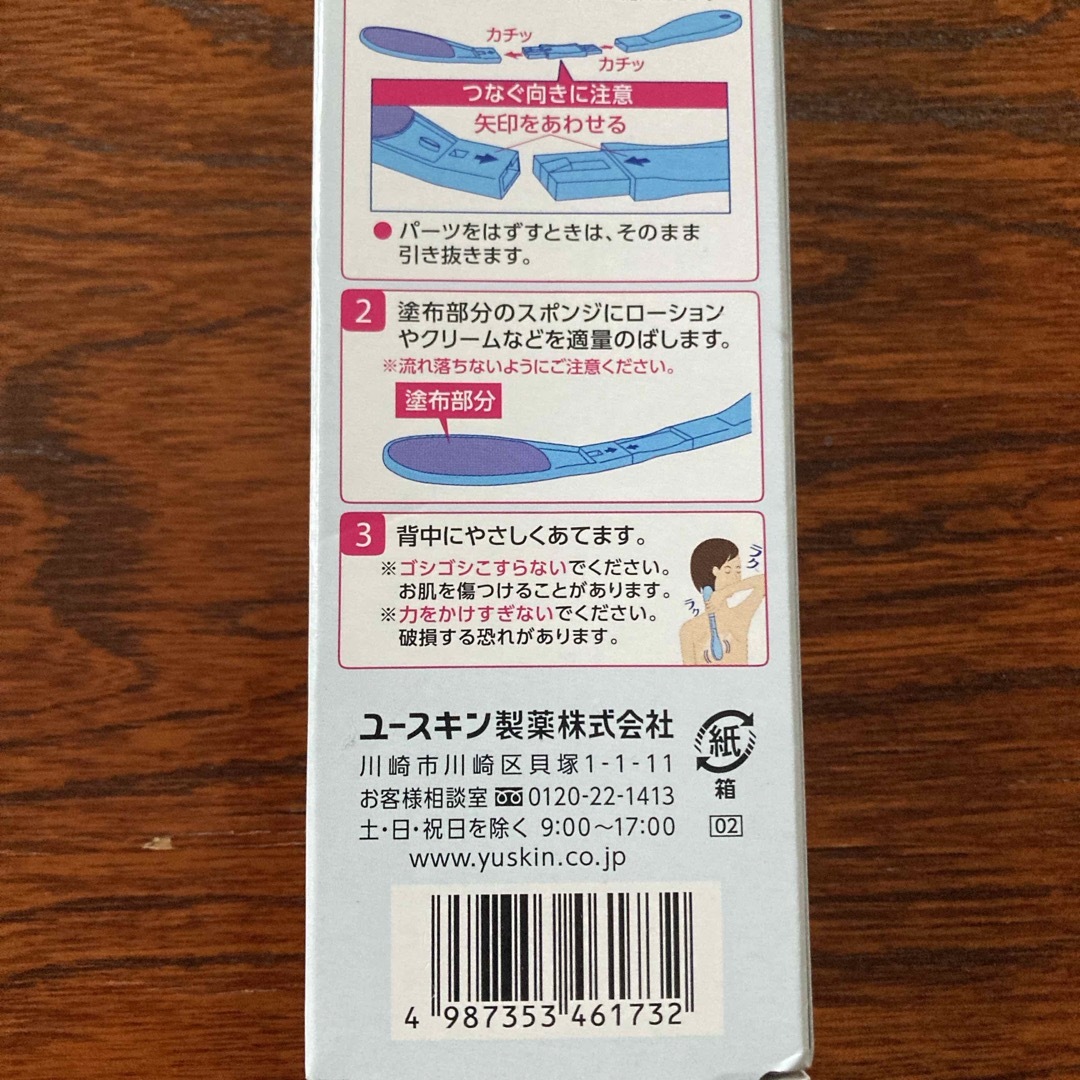 カチッ
カチッ
つなぐ向きに注意
矢印をあわせる
● パーツをはずすときは、そのまま
引き抜きます。
2 塗布部分のスポンジにローション
やクリームなどを適量のばします。
※流れ落ちないようにご注意ください。
塗布部分
3 背中にやさしくあてます。
※ゴシゴシこすらないでください。
お肌を傷つけることがあります。
※力をかけすぎないでください。
破損する恐れがあります。
ラク
ラク
ユースキン製薬株式会社
川崎市川崎区貝塚1-1-11
お客様相談室 0120-22-1413
土・日・祝日を除く 9:00〜17:00
www.yuskin.co.jp
紙
箱
02
4 987353 461732